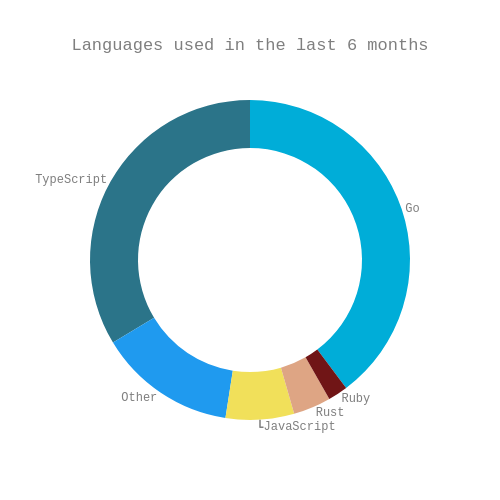 Languages used in the last 6 months
TypeScript
Go
Other
Ruby
Rust
JavaScript